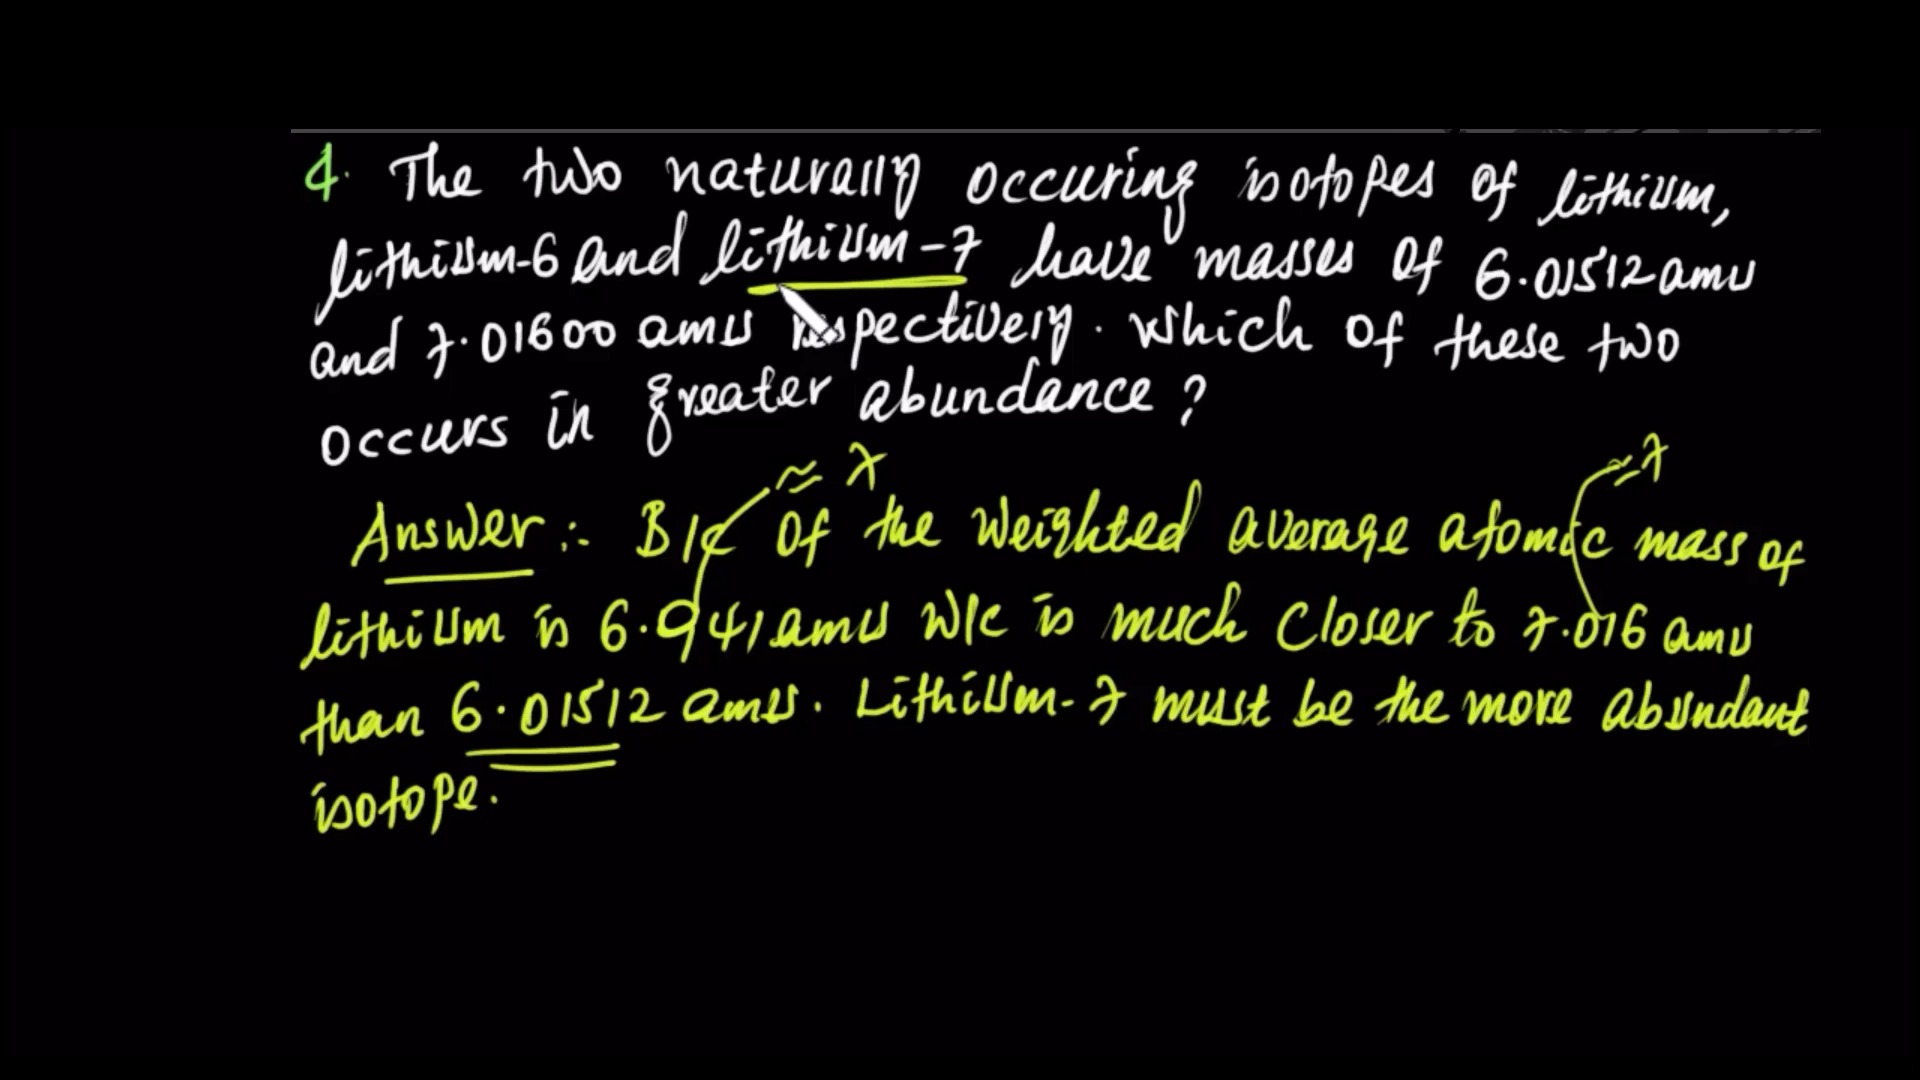 4. The two naturally occuring isotopes of lithium,
lithium-6 and lithium-7 have masses of 6.01512 amu
and 7.01600 amu respectively. which of these two
occurs in greater abundance?
≈ 7 ≈ 7
Answer:- B/c of the weighted average atomic mass of
lithium is 6.941 amu w/c is much closer to 7.016 amu
than 6.01512 amu. Lithium-7 must be the more abundant
isotope.